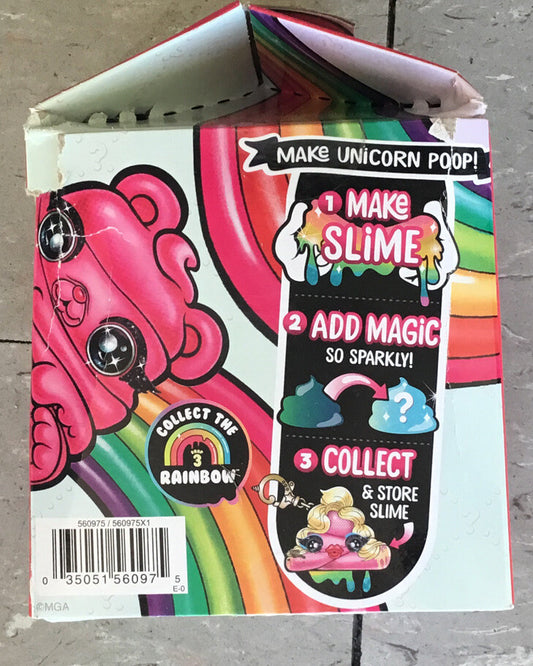 MAKE UNICORN POOP!
1 MAKE
SLIME
2 ADD MAGIC
SO SPARKLY!
?
3 COLLECT
& STORE
SLIME
COLLECT THE
3
RAINBOW
560975 / 560975X1
0 35051 56097 5
E-0
©MGA